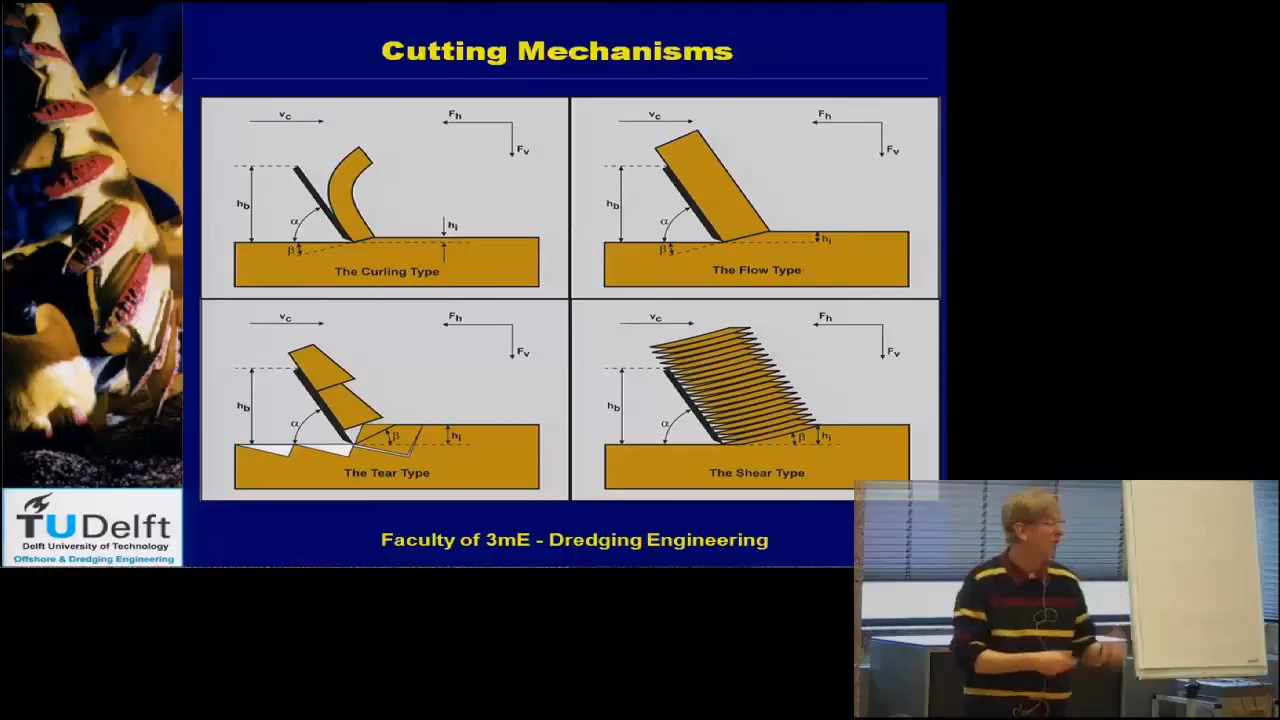 Cutting Mechanisms
vc
Fh
Fv
hb
α
hi
β
The Curling Type
vc
Fh
Fv
hb
α
hi
β
The Flow Type
vc
Fh
Fv
hb
α
β
hi
The Tear Type
vc
Fh
Fv
hb
α
β
hi
The Shear Type
TU Delft
Delft University of Technology
Offshore & Dredging Engineering
Faculty of 3mE - Dredging Engineering